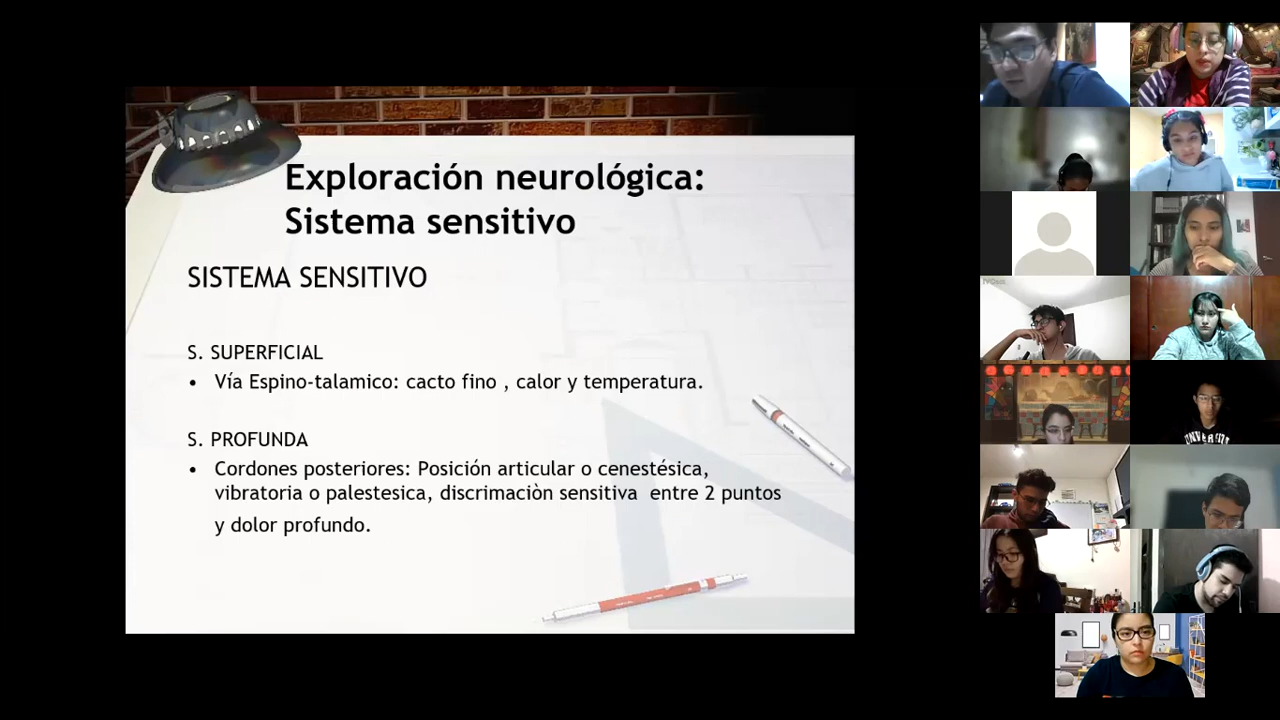 Exploración neurológica:
Sistema sensitivo
SISTEMA SENSITIVO
S. SUPERFICIAL
• Vía Espino-talamico: cacto fino , calor y temperatura.
S. PROFUNDA
• Cordones posteriores: Posición articular o cenestésica,
vibratoria o palestesica, discriminaciòn sensitiva entre 2 puntos
y dolor profundo.